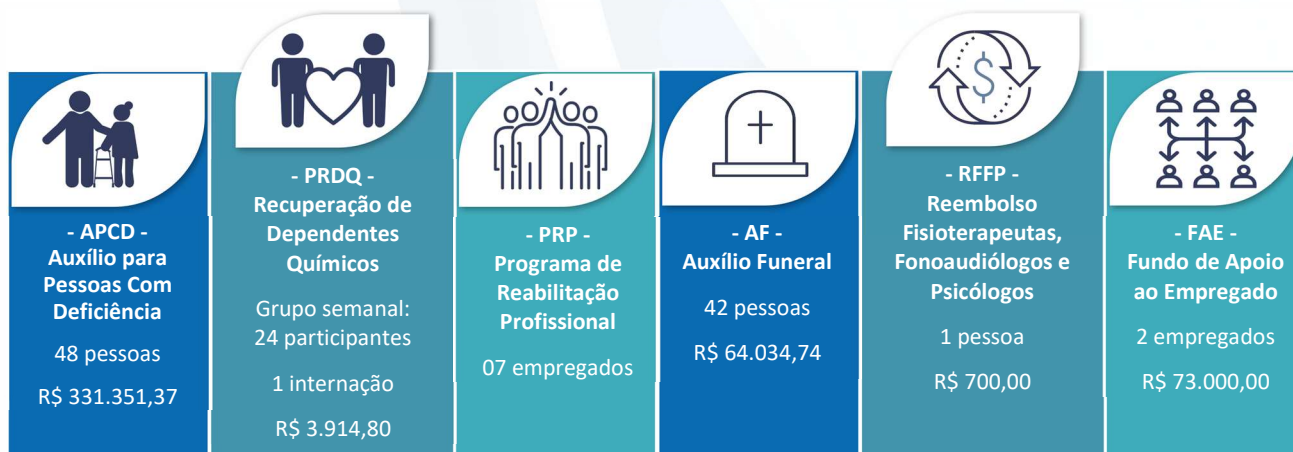 - APCD -
Auxílio para
Pessoas Com
Deficiência
48 pessoas
R$ 331.351,37
- PRDQ -
Recuperação de
Dependentes
Químicos
Grupo semanal:
24 participantes
1 internação
R$ 3.914,80
- PRP -
Programa de
Reabilitação
Profissional
07 empregados
- AF -
Auxílio Funeral
42 pessoas
R$ 64.034,74
- RFFP -
Reembolso
Fisioterapeutas,
Fonoaudiólogos e
Psicólogos
1 pessoa
R$ 700,00
- FAE -
Fundo de Apoio
ao Empregado
2 empregados
R$ 73.000,00